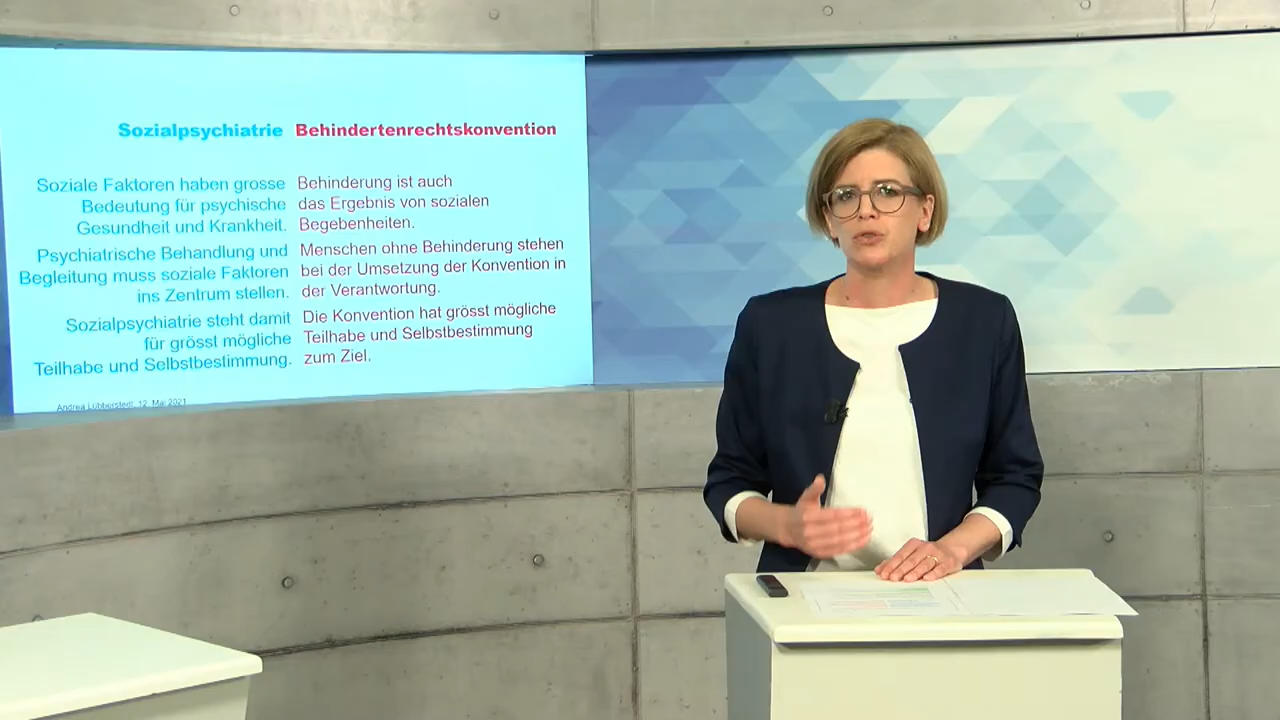 Sozialpsychiatrie
Soziale Faktoren haben grosse
Bedeutung für psychische
Gesundheit und Krankheit.
Psychiatrische Behandlung und
Begleitung muss soziale Faktoren
ins Zentrum stellen.
Sozialpsychiatrie steht damit
für grösst mögliche
Teilhabe und Selbstbestimmung.
Behindertenrechtskonvention
Behinderung ist auch
das Ergebnis von sozialen
Begebenheiten.
Menschen ohne Behinderung stehen
bei der Umsetzung der Konvention in
der Verantwortung.
Die Konvention hat grösst mögliche
Teilhabe und Selbstbestimmung
zum Ziel.
Andrea Lübberstedt, 12. Mai 2021